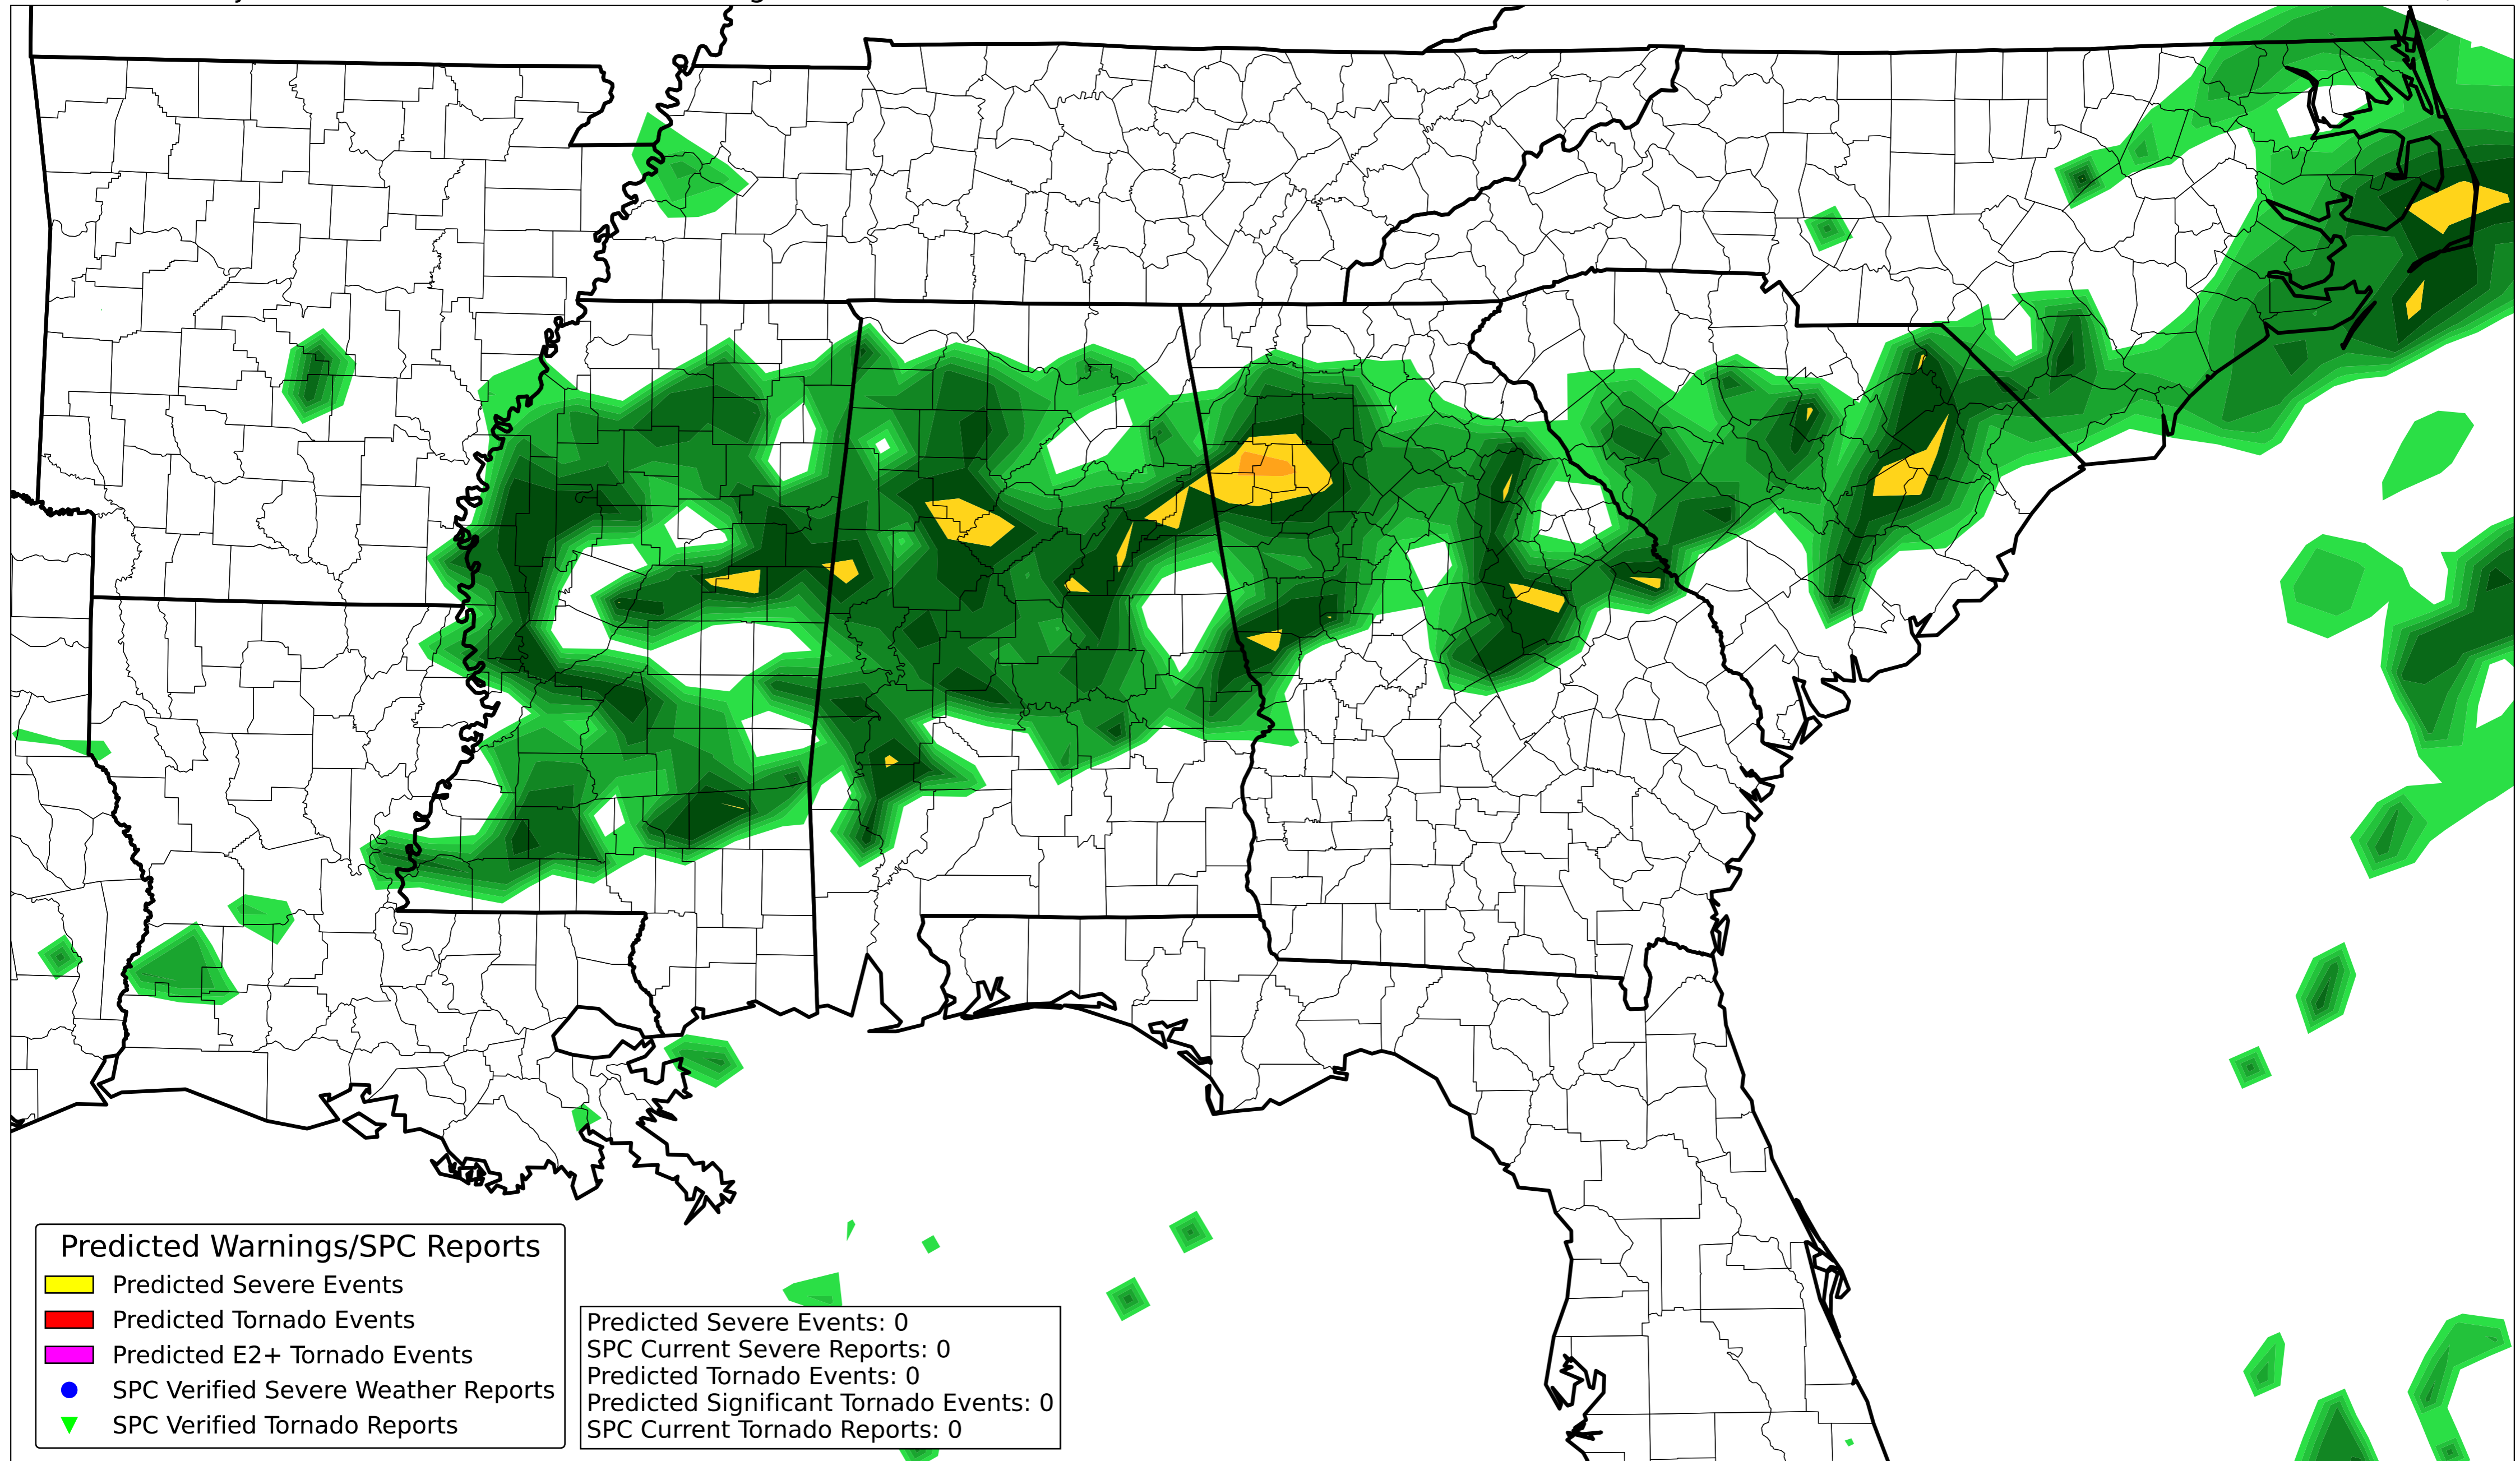 Predicted Warnings/SPC Reports
Predicted Severe Events
Predicted Tornado Events
Predicted E2+ Tornado Events
SPC Verified Severe Weather Reports
SPC Verified Tornado Reports
Predicted Severe Events: 0
SPC Current Severe Reports: 0
Predicted Tornado Events: 0
Predicted Significant Tornado Events: 0
SPC Current Tornado Reports: 0